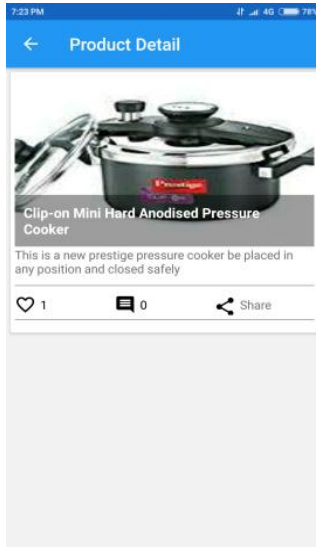 7:23 PM 4G 78%
Product Detail
Prestige
Clip-on Mini Hard Anodised Pressure
Cooker
This is a new prestige pressure cooker be placed in
any position and closed safely
1 0 Share